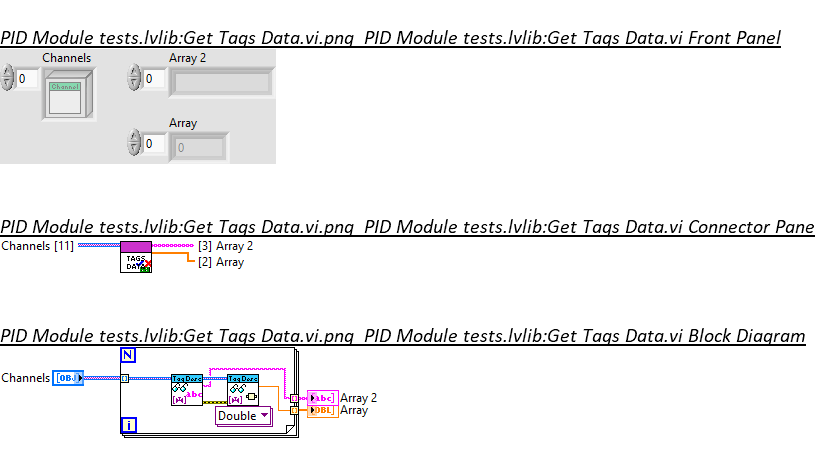 PID Module tests.lvlib:Get Tags Data.vi.png  PID Module tests.lvlib:Get Tags Data.vi Front Panel
Channels
Array 2
0
Channel
0
Array
0
0
PID Module tests.lvlib:Get Tags Data.vi.png  PID Module tests.lvlib:Get Tags Data.vi Connector Pane
Channels [11]
[3] Array 2
TAGS
DATA
[2] Array
PID Module tests.lvlib:Get Tags Data.vi.png  PID Module tests.lvlib:Get Tags Data.vi Block Diagram
N
Channels
[OBJ]
Tag Desc
Tag Desc
abc
[abc]
Array 2
DBL]
Array
Double
i